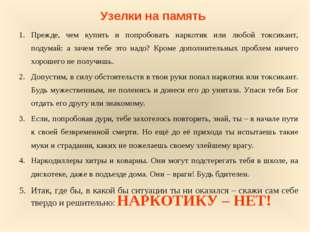 Узелки на память
1. Прежде, чем купить и попробовать наркотик или любой токсикант,
подумай: а зачем тебе это надо? Кроме дополнительных проблем ничего
хорошего не получишь.
2. Допустим, в силу обстоятельств в твои руки попал наркотик или токсикант.
Будь мужественным, не поленись и донеси его до унитаза. Упаси тебя Бог
отдать его другу или знакомому.
3. Если, попробовав дури, тебе захотелось повторить, знай, ты – в начале пути
к своей безвременной смерти. Но ещё до её прихода ты испытаешь такие
муки и страдания, каких не пожелаешь своему злейшему врагу.
4. Наркодиллеры хитры и коварны. Они могут подстерегать тебя в школе, на
дискотеке, даже в подъезде дома. Они – враги! Будь бдителен.
5. Итак, где бы, в какой бы ситуации ты ни оказался – скажи сам себе
твердо и решительно: НАРКОТИКУ – НЕТ!